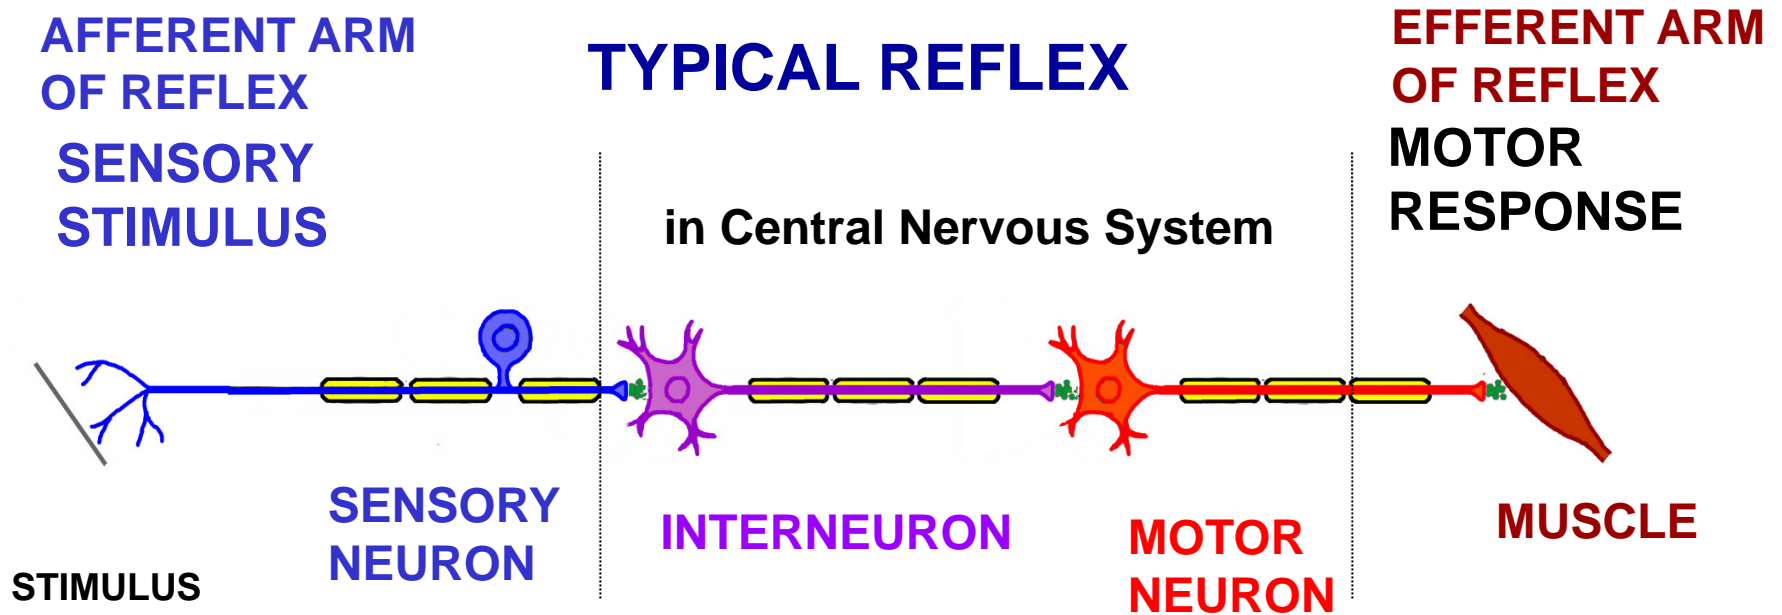 AFFERENT ARM
OF REFLEX
SENSORY
STIMULUS
TYPICAL REFLEX
in Central Nervous System
EFFERENT ARM
OF REFLEX
MOTOR
RESPONSE
STIMULUS
SENSORY
NEURON
INTERNEURON
MOTOR
NEURON
MUSCLE